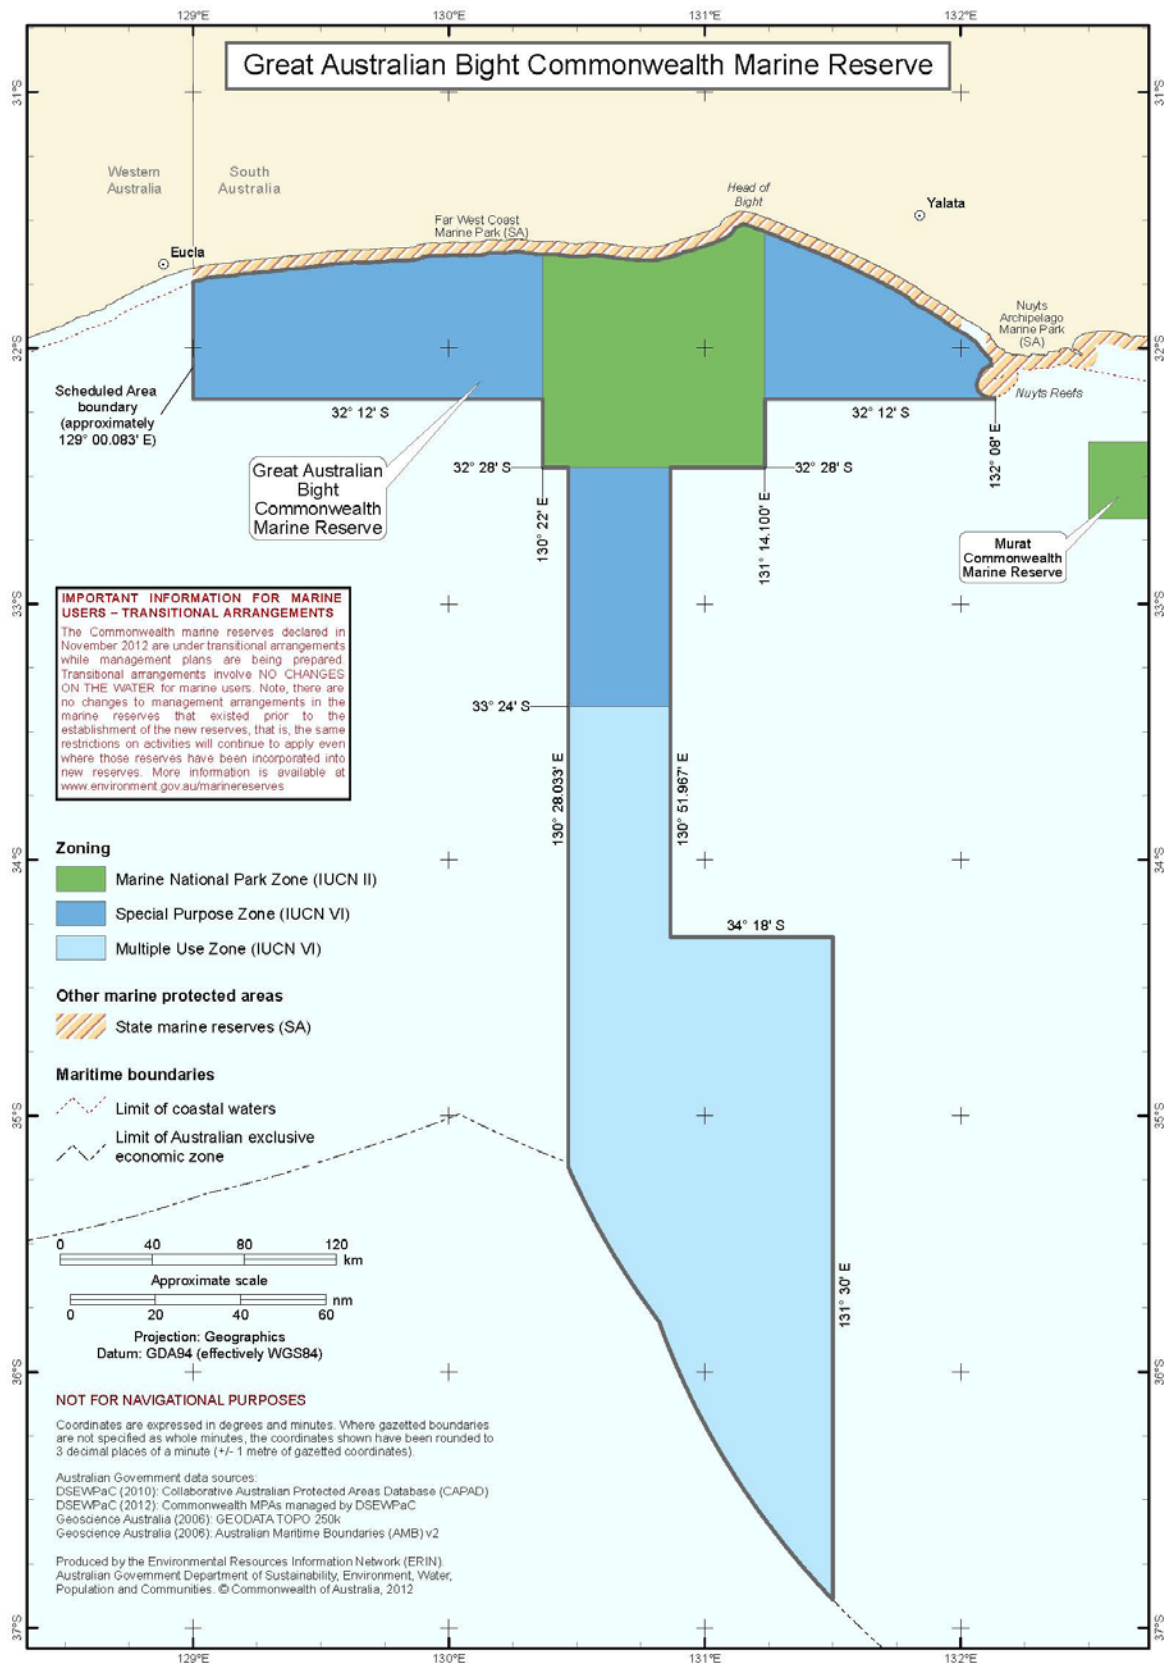 129°E
130°E
131°E
132°E
Great Australian Bight Commonwealth Marine Reserve
31°S
31°S
Western
Australia
South
Australia
Head of
Bight
Yalata
Far West Coast
Marine Park (SA)
Eucla
Nuyts
Archipelago
Marine Park
(SA)
32°S
32°S
Nuyts Reefs
Scheduled Area
boundary
(approximately
129° 00.083' E)
32° 12' S
32° 12' S
132° 08' E
Great Australian
Bight
Commonwealth
Marine Reserve
32° 28' S
32° 28' S
130° 22' E
131° 14.100' E
Murat
Commonwealth
Marine Reserve
IMPORTANT INFORMATION FOR MARINE
USERS – TRANSITIONAL ARRANGEMENTS
The Commonwealth marine reserves declared in
November 2012 are under transitional arrangements
while management plans are being prepared.
Transitional arrangements involve NO CHANGES
ON THE WATER for marine users. Note, there are
no changes to management arrangements in the
marine reserves that existed prior to the
establishment of the new reserves, that is, the same
restrictions on activities will continue to apply even
where those reserves have been incorporated into
new reserves. More information is available at
www.environment.gov.au/marinereserves
33°S
33°S
33° 24' S
130° 28.033' E
130° 51.967' E
34°S
34°S
Zoning
Marine National Park Zone (IUCN II)
Special Purpose Zone (IUCN VI)
Multiple Use Zone (IUCN VI)
34° 18' S
Other marine protected areas
State marine reserves (SA)
Maritime boundaries
Limit of coastal waters
Limit of Australian exclusive
economic zone
35°S
35°S
0 40 80 120
km
Approximate scale
nm
0 20 40 60
Projection: Geographics
Datum: GDA94 (effectively WGS84)
131° 30' E
36°S
36°S
NOT FOR NAVIGATIONAL PURPOSES
Coordinates are expressed in degrees and minutes. Where gazetted boundaries
are not specified as whole minutes, the coordinates shown have been rounded to
3 decimal places of a minute (+/- 1 metre of gazetted coordinates).
Australian Government data sources:
DSEWPaC (2010): Collaborative Australian Protected Areas Database (CAPAD)
DSEWPaC (2012): Commonwealth MPAs managed by DSEWPaC
Geoscience Australia (2006): GEODATA TOPO 250k
Geoscience Australia (2006): Australian Maritime Boundaries (AMB) v2
Produced by the Environmental Resources Information Network (ERIN)
Australian Government Department of Sustainability, Environment, Water,
Population and Communities. © Commonwealth of Australia, 2012
37°S
37°S
129°E
130°E
131°E
132°E